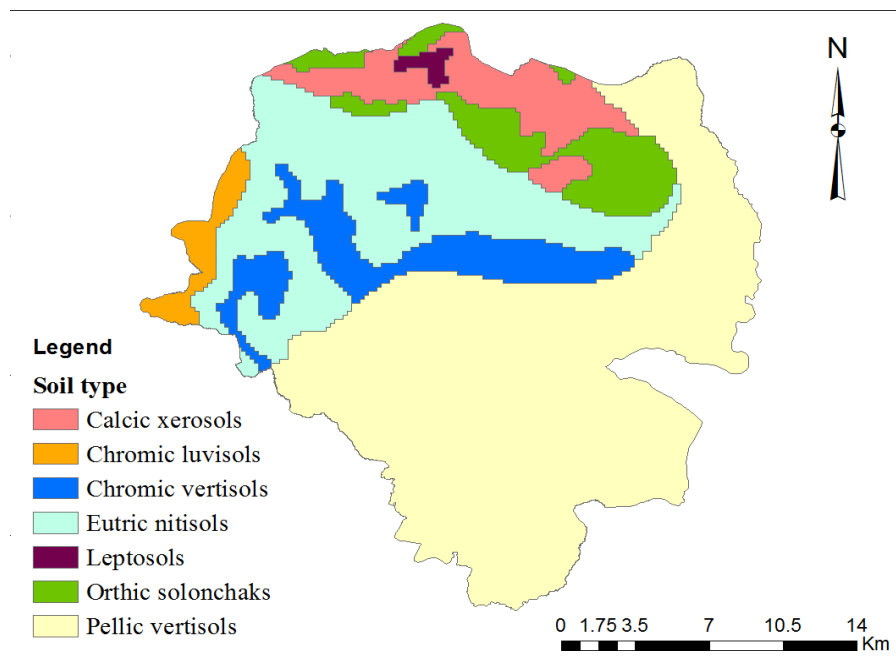 N
Legend
Soil type
Calcic xerosols
Chromic luvisols
Chromic vertisols
Eutric nitisols
Leptosols
Orthic solonchaks
Pellic vertisols
0 1.75 3.5 7 10.5 14
Km